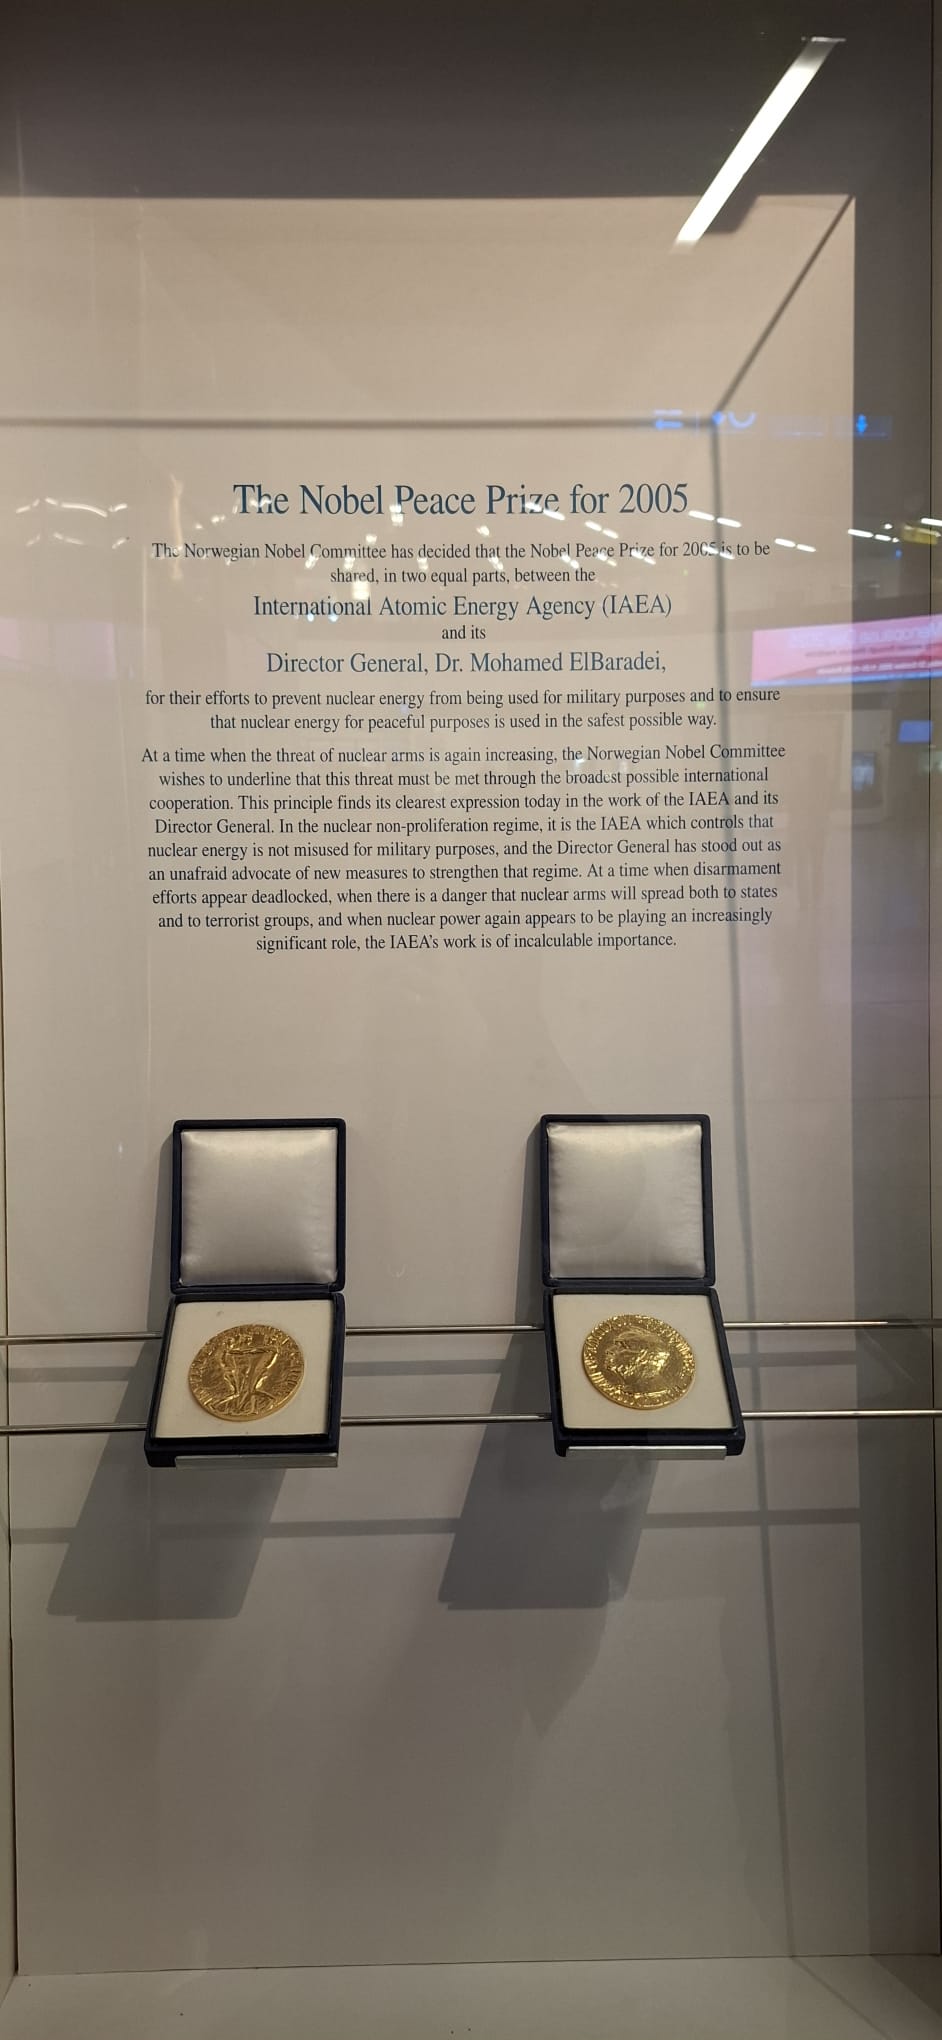 The Nobel Peace Prize for 2005
The Norwegian Nobel Committee has decided that the Nobel Peace Prize for 2005 is to be
shared, in two equal parts, between the
International Atomic Energy Agency (IAEA)
and its
Director General, Dr. Mohamed ElBaradei,
for their efforts to prevent nuclear energy from being used for military purposes and to ensure
that nuclear energy for peaceful purposes is used in the safest possible way.
At a time when the threat of nuclear arms is again increasing, the Norwegian Nobel Committee
wishes to underline that this threat must be met through the broadest possible international
cooperation. This principle finds its clearest expression today in the work of the IAEA and its
Director General. In the nuclear non-proliferation regime, it is the IAEA which controls that
nuclear energy is not misused for military purposes, and the Director General has stood out as
an unafraid advocate of new measures to strengthen that regime. At a time when disarmament
efforts appear deadlocked, when there is a danger that nuclear arms will spread both to states
and to terrorist groups, and when nuclear power again appears to be playing an increasingly
significant role, the IAEA's work is of incalculable importance.